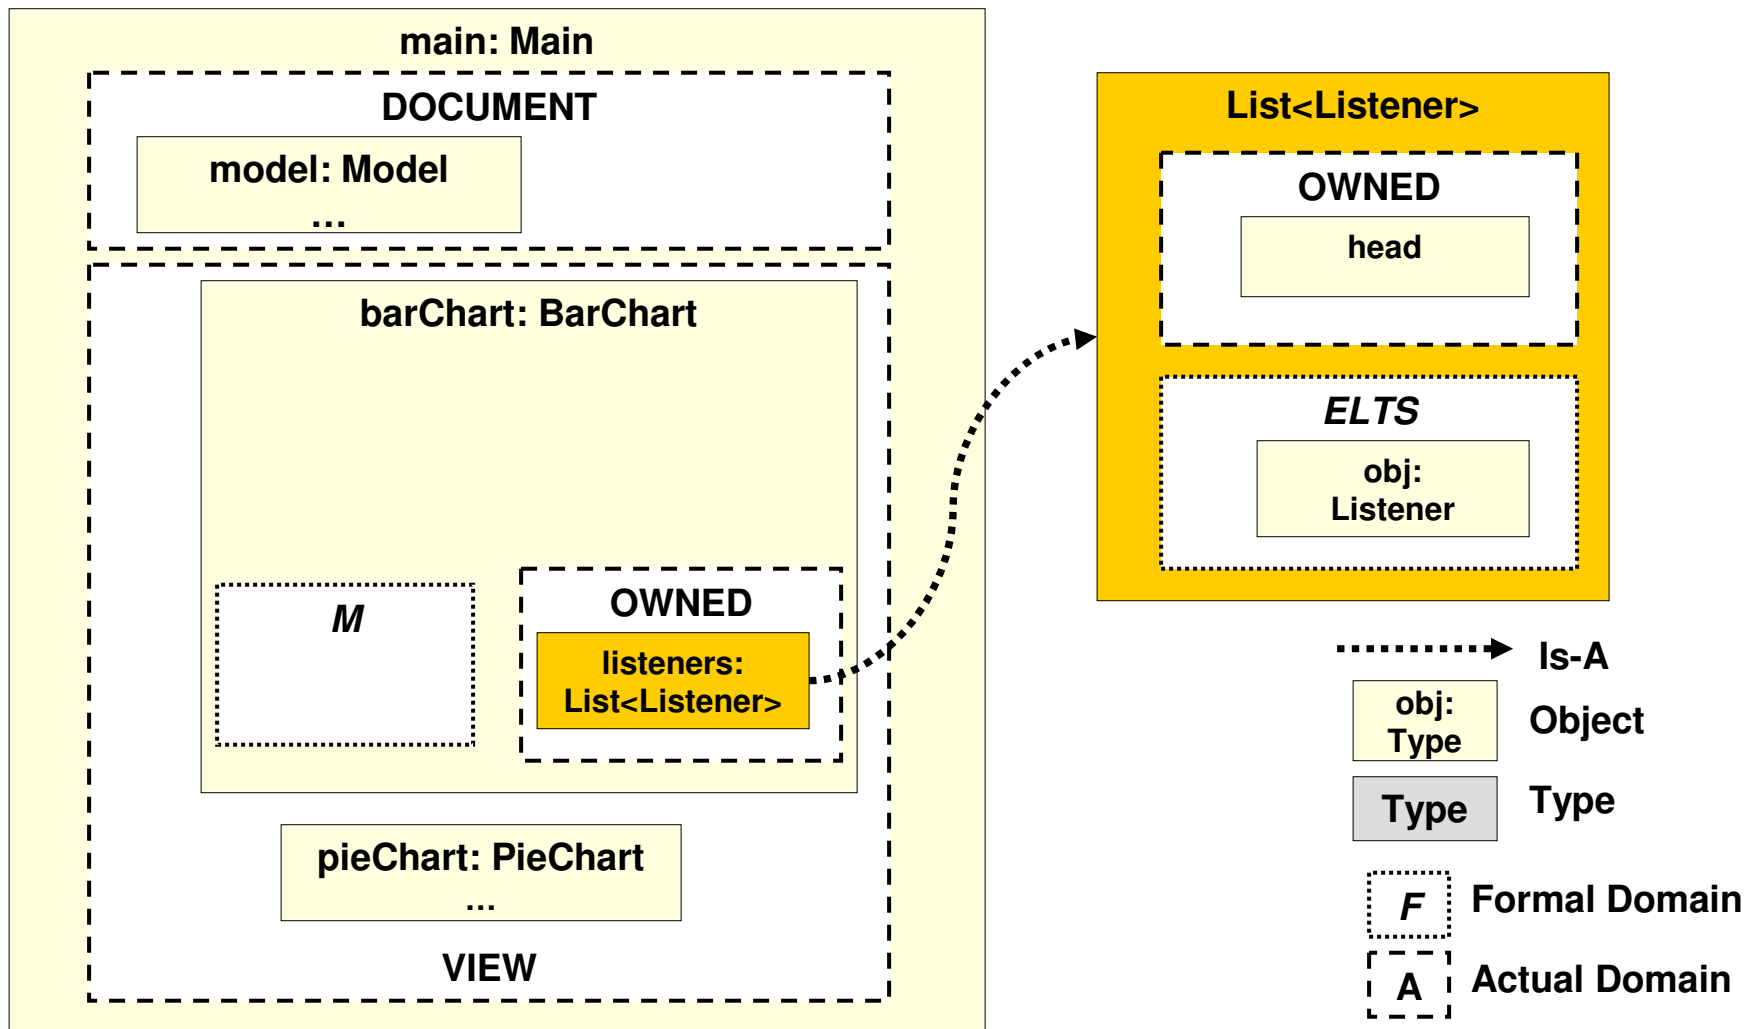 main: Main
DOCUMENT
model: Model
...
barChart: BarChart
M
OWNED
listeners:
List<Listener>
pieChart: PieChart
...
VIEW
List<Listener>
OWNED
head
ELTS
obj:
Listener
Is-A
obj:
Type
Object
Type
Type
F
Formal Domain
A
Actual Domain